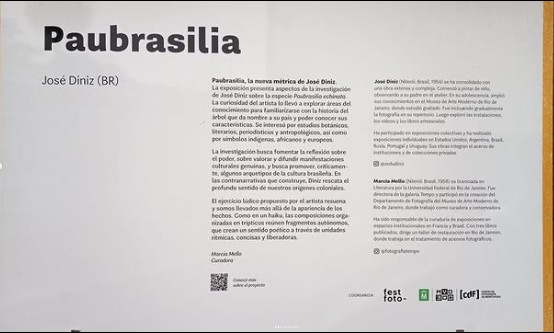 Paubrasilia
José Diniz (BR)
Paubrasilia, la nueva métrica de José Diniz.
La exposición presenta aspectos de la investigación
de José Diniz sobre la especie Paubrasilia echinata.
La curiosidad del artista lo llevó a explorar áreas del
conocimiento para familiarizarse con la historia del
árbol que da nombre a su país y poder conocer sus
características. Se interesó por estudios botánicos,
literarios, periodísticos y antropológicos, así como
por símbolos indígenas, africanos y europeos.
La investigación busca fomentar la reflexión sobre
el poder, sobre valorar y difundir manifestaciones
culturales genuinas, y busca promover, críticamen-
te, algunos arquetipos de la cultura brasileña. En
las contranarrativas que construye, Diniz rescata el
profundo sentido de nuestros orígenes coloniales.
El ejercicio lúdico propuesto por el artista resuena
y somos llevados más allá de la apariencia de los
hechos. Como en un haiku, las composiciones orga-
nizadas en trípticos reúnen fragmentos autónomos,
que crean un sentido poético a través de unidades
rítmicas, concisas y liberadoras.
Marcia Mello
Curadora
Conocé más
sobre el proyecto
José Diniz (Niterói, Brasil, 1954) se ha consolidado con
una obra extensa y compleja. Comenzó a pintar de niño,
observando a su padre en el atelier. En su adolescencia, amplió
sus conocimientos en el Museo de Arte Moderno de Río de
Janeiro, donde estudió grabado. Fue incluyendo gradualmente
la fotografía en su repertorio. Luego exploró las instalaciones,
los videos y los libros artesanales.
Ha participado en exposiciones colectivas y ha realizado
exposiciones individuales en Estados Unidos, Argentina, Brasil,
Rusia, Portugal y Uruguay. Sus obras integran el acervo de
instituciones y de colecciones privadas.
Marcia Mello (Niterói, Brasil, 1958) es licenciada en
Literatura por la Universidad Federal de Río de Janeiro. Fue
directora de la galería Tempo y participó en la creación del
Departamento de Fotografía del Museo de Arte Moderno de
Río de Janeiro, donde trabajó como curadora y conservadora.
Ha sido responsable de la curaduría de exposiciones en
espacios institucionales en Francia y Brasil. Con tres libros
publicados, dirige un taller de restauración en Río de Janeiro,
donde trabaja en el tratamiento de acervos fotográficos.
@fotografiatempo
fest
foto-
M
[cdF]